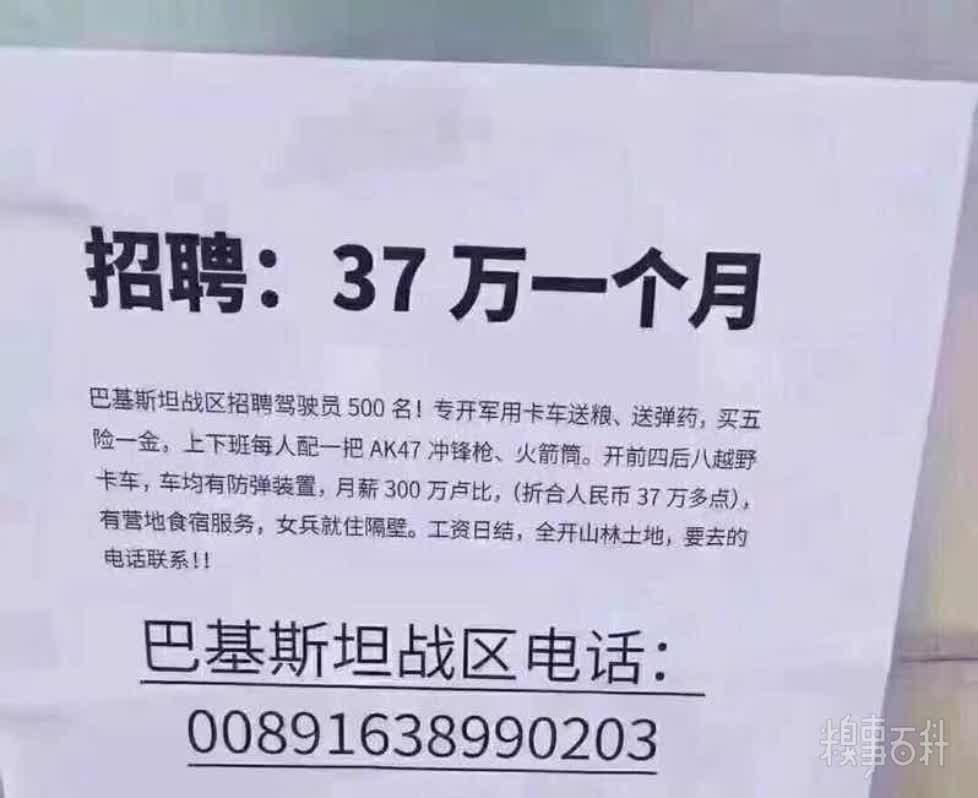 招聘：37 万一个月
巴基斯坦战区招聘驾驶员 500 名！专开军用卡车送粮、送弹药，买五
险一金，上下班每人配一把 AK47 冲锋枪、火箭筒。开前四后八越野
卡车，车均有防弹装置，月薪 300 万卢比，（折合人民币 37 万多点），
有营地食宿服务，女兵就住隔壁。工资日结，全开山林土地，要去的
电话联系！！
巴基斯坦战区电话：
00891638990203
糗事百科